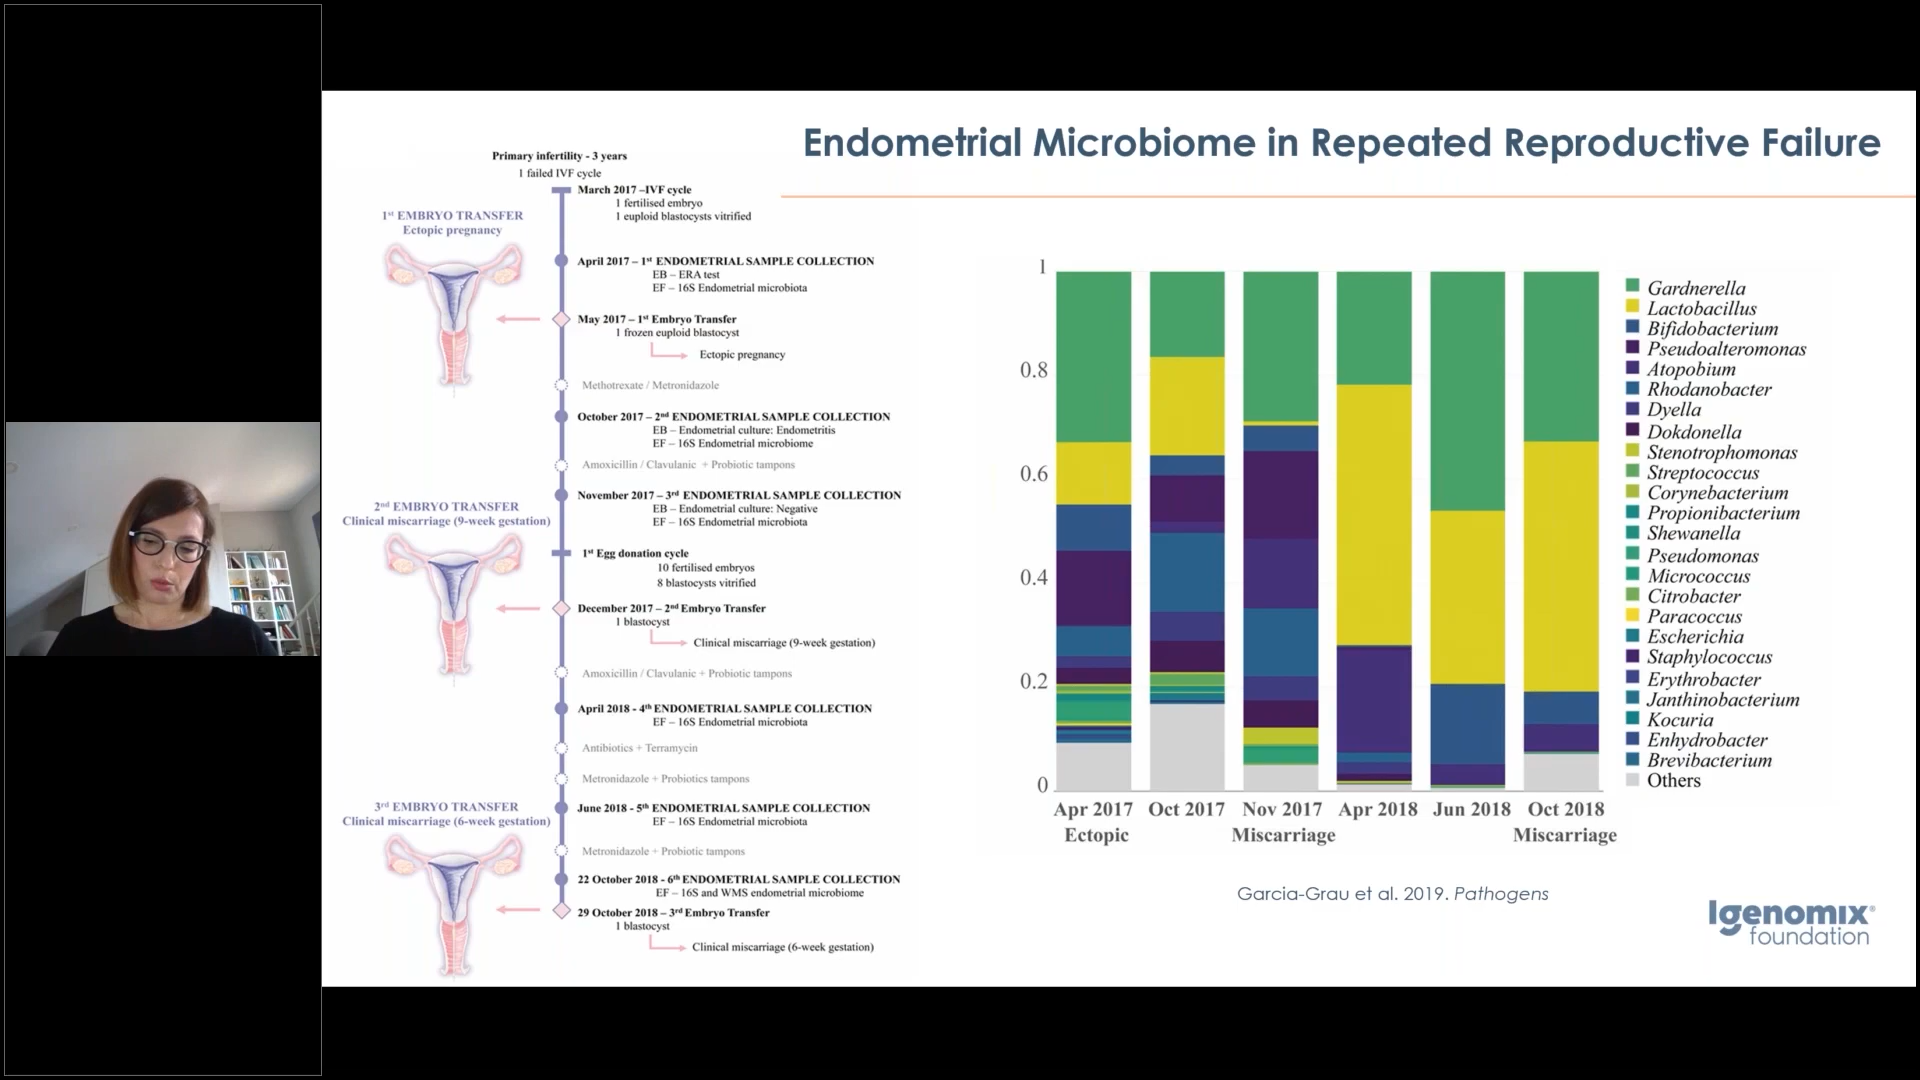 Endometrial Microbiome in Repeated Reproductive Failure
Primary infertility - 3 years
1 failed IVF cycle
March 2017 –IVF cycle
1 fertilised embryo
1 euploid blastocysts vitrified
1st EMBRYO TRANSFER
Ectopic pregnancy
April 2017 – 1st ENDOMETRIAL SAMPLE COLLECTION
EB – ERA test
EF – 16S Endometrial microbiota
May 2017 – 1st Embryo Transfer
1 frozen euploid blastocyst
Ectopic pregnancy
Methotrexate / Metronidazole
October 2017 – 2nd ENDOMETRIAL SAMPLE COLLECTION
EB – Endometrial culture: Endometritis
EF – 16S Endometrial microbiome
Amoxicillin / Clavulanic + Probiotic tampons
November 2017 – 3rd ENDOMETRIAL SAMPLE COLLECTION
EB – Endometrial culture: Negative
EF – 16S Endometrial microbiota
2nd EMBRYO TRANSFER
Clinical miscarriage (9-week gestation)
1st Egg donation cycle
10 fertilised embryos
8 blastocysts vitrified
December 2017 – 2nd Embryo Transfer
1 blastocyst
Clinical miscarriage (9-week gestation)
Amoxicillin / Clavulanic + Probiotic tampons
April 2018 - 4th ENDOMETRIAL SAMPLE COLLECTION
EF – 16S Endometrial microbiota
Antibiotics + Terramycin
Metronidazole + Probiotics tampons
3rd EMBRYO TRANSFER
Clinical miscarriage (6-week gestation)
June 2018 - 5th ENDOMETRIAL SAMPLE COLLECTION
EF – 16S Endometrial microbiota
Metronidazole + Probiotic tampons
22 October 2018 - 6th ENDOMETRIAL SAMPLE COLLECTION
EF – 16S and WMS endometrial microbiome
29 October 2018 – 3rd Embryo Transfer
1 blastocyst
Clinical miscarriage (6-week gestation)
1
0.8
0.6
0.4
0.2
0
Apr 2017 Oct 2017 Nov 2017 Apr 2018 Jun 2018 Oct 2018
Ectopic Miscarriage Miscarriage
Gardnerella
Lactobacillus
Bifidobacterium
Pseudoalteromonas
Atopobium
Rhodanobacter
Dyella
Dokdonella
Stenotrophomonas
Streptococcus
Corynebacterium
Propionibacterium
Shewanella
Pseudomonas
Micrococcus
Citrobacter
Paracoccus
Escherichia
Staphylococcus
Erythrobacter
Janthinobacterium
Kocuria
Enhydrobacter
Brevibacterium
Others
Garcia-Grau et al. 2019. Pathogens
Igenomix®
foundation